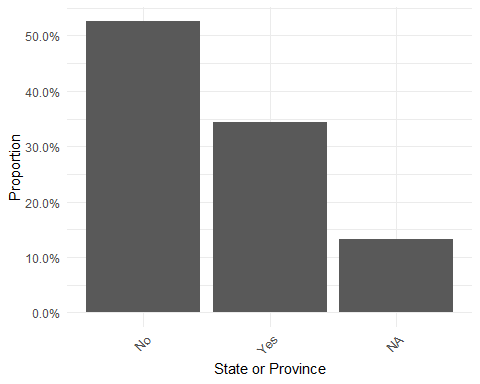 50.0%
40.0%
30.0%
20.0%
10.0%
0.0%
Proportion
No
Yes
NA
State or Province